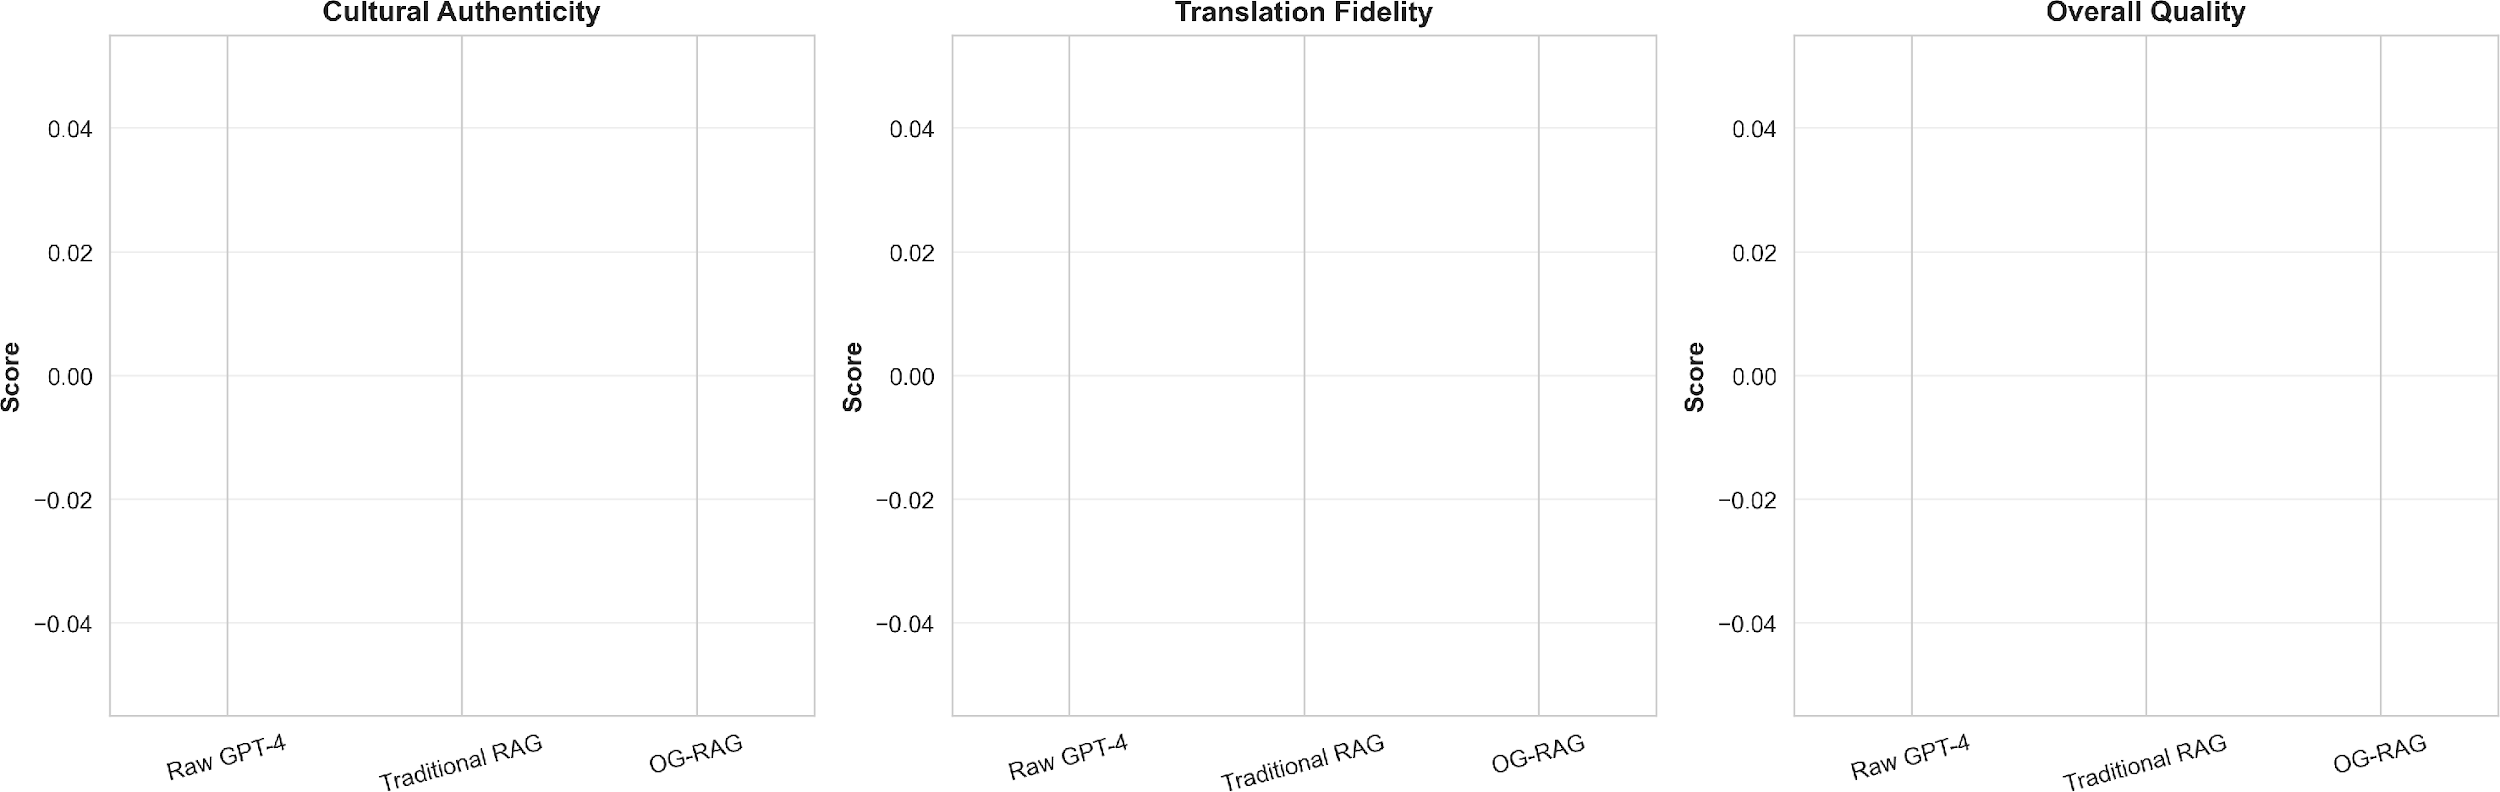 Cultural Authenticity
0.04
0.02
0.00
−0.02
−0.04
Score
Raw GPT-4
Traditional RAG
OG-RAG
Translation Fidelity
0.04
0.02
0.00
−0.02
−0.04
Score
Raw GPT-4
Traditional RAG
OG-RAG
Overall Quality
0.04
0.02
0.00
−0.02
−0.04
Score
Raw GPT-4
Traditional RAG
OG-RAG